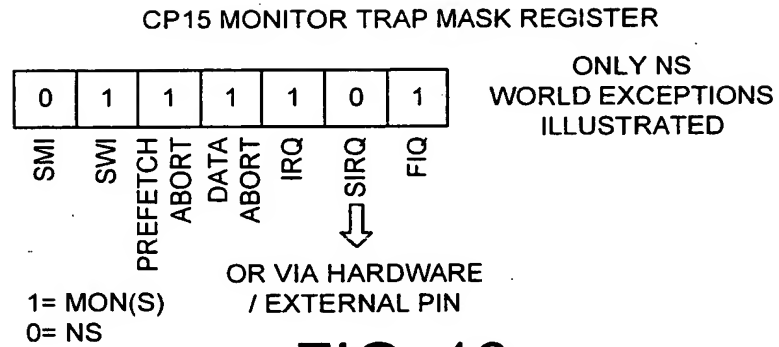 CP15 MONITOR TRAP MASK REGISTER
0 1 1 1 1 0 1
ONLY NS
WORLD EXCEPTIONS
ILLUSTRATED
SMI
SWI
PREFETCH
ABORT
DATA
ABORT
IRQ
SIRQ
FIQ
OR VIA HARDWARE
/ EXTERNAL PIN
1= MON(S)
0= NS